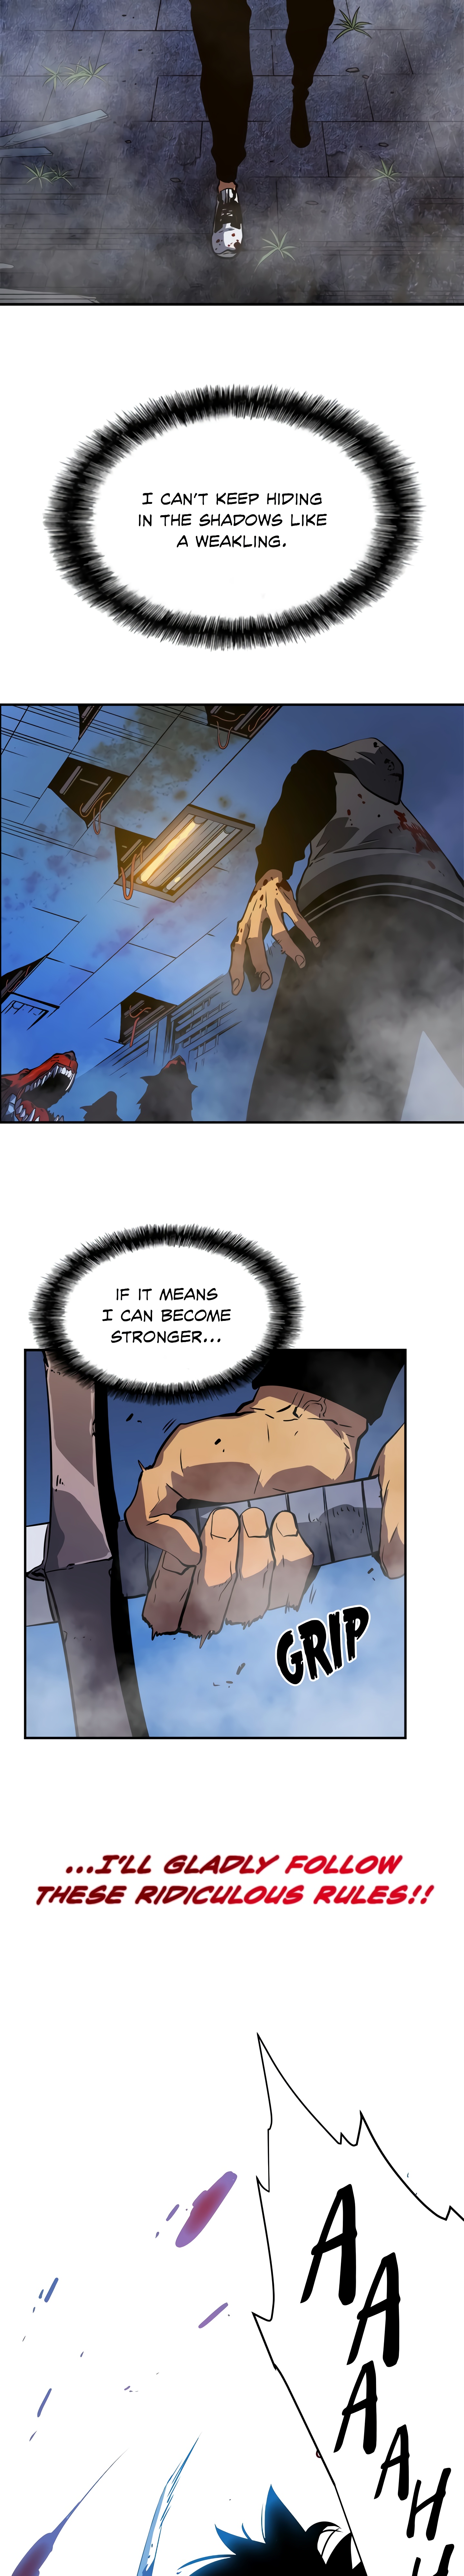 I CAN'T KEEP HIDING
IN THE SHADOWS LIKE
A WEAKLING.
IF IT MEANS
I CAN BECOME
STRONGER...
GRIP
...I'LL GLADLY FOLLOW
THESE RIDICULOUS RULES!!
AAAAHH